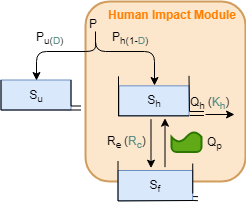 Human Impact Module
P
Pu(D)
Ph(1-D)
Su
Sh
Qh (Kh)
Re (Rc)
Qp
Sf